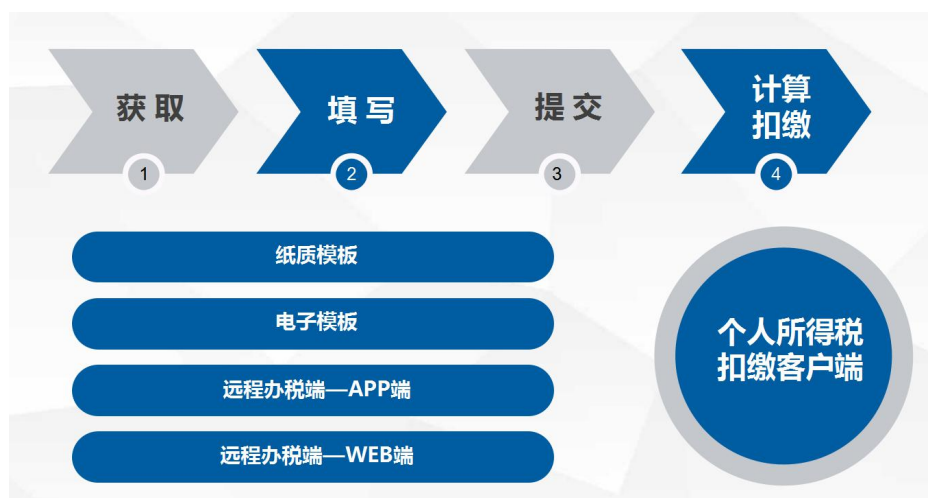 获取
填写
提交
计算
扣缴
1
2
3
4
纸质模板
电子模板
远程办税端—APP端
远程办税端—WEB端
个人所得税
扣缴客户端